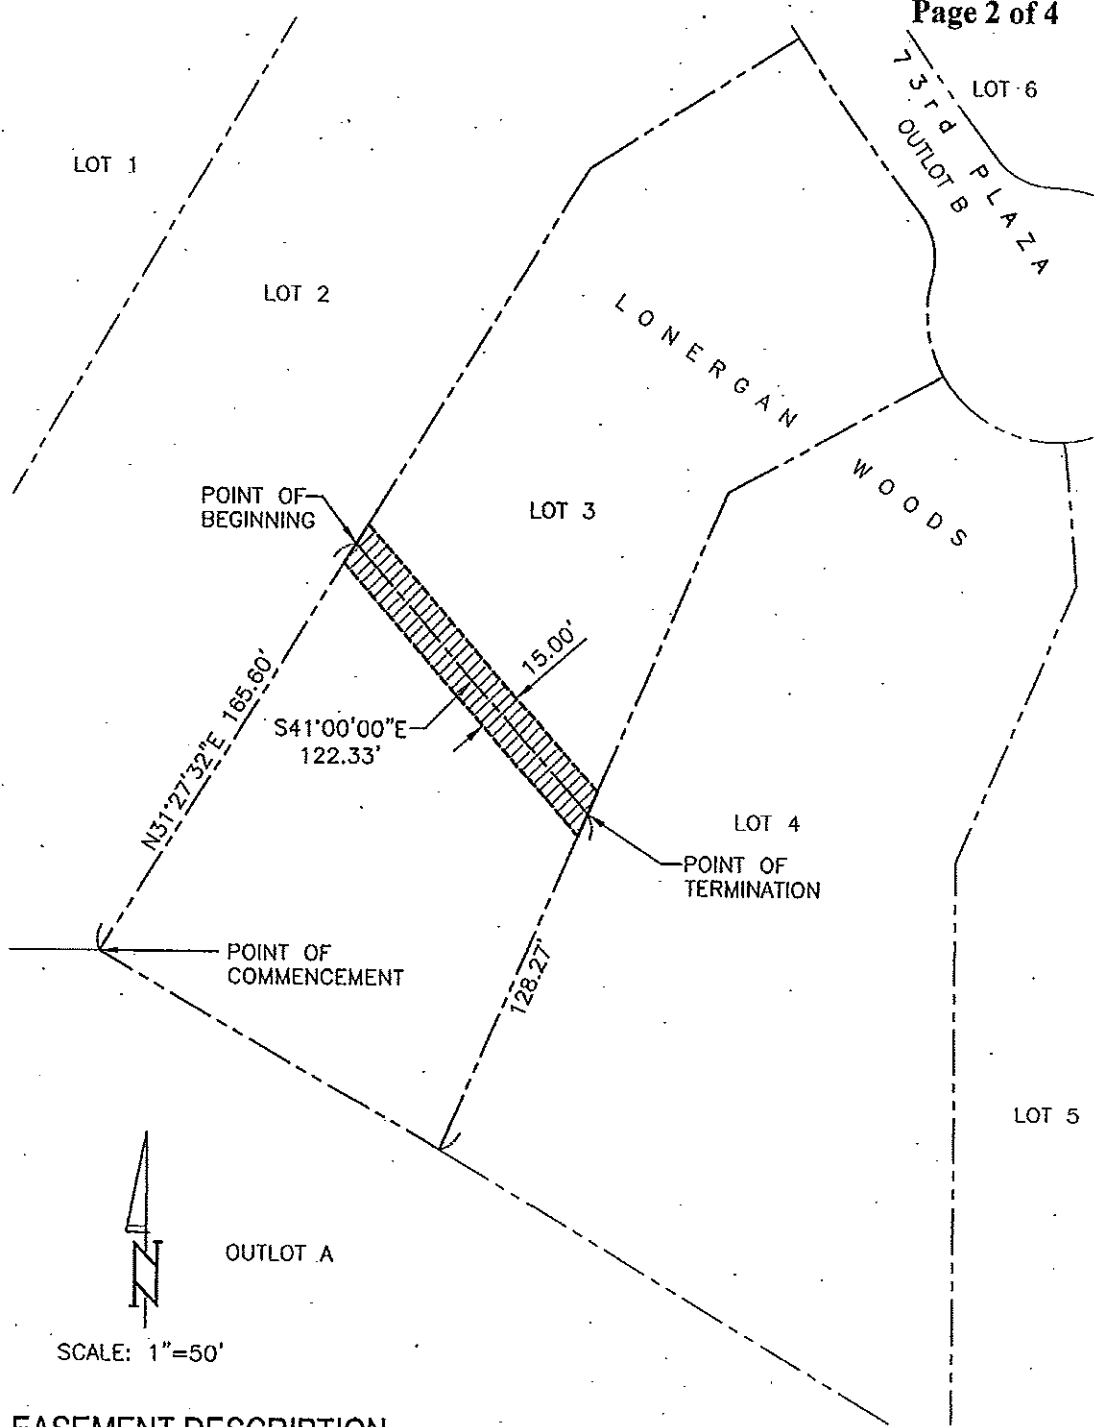 Page 2 of 4
73rd PLAZA
OUTLOT B
LOT 6
LOT 1
LOT 2
LONERGAN
WOODS
POINT OF
BEGINNING
LOT 3
15.00'
S41°00'00"E
122.33'
N31°27'32"E 165.60'
LOT 4
POINT OF
TERMINATION
POINT OF
COMMENCEMENT
128.27'
LOT 5
OUTLOT A
N
SCALE: 1"=50'
EASEMENT DESCRIPTION